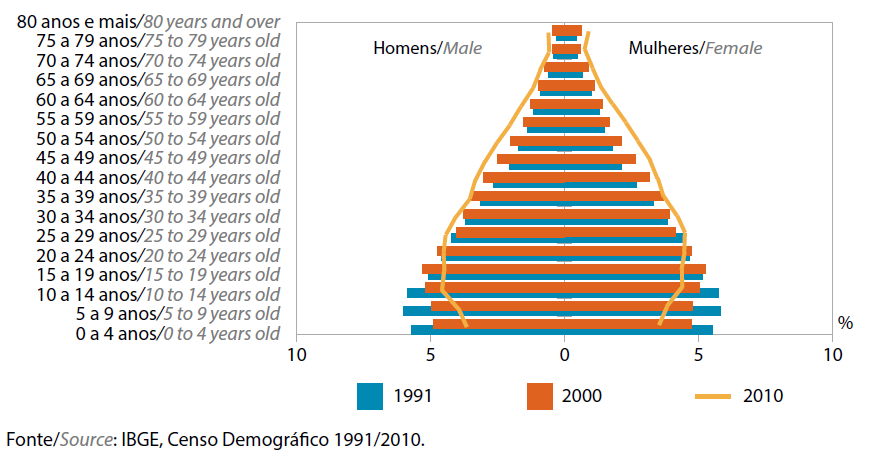 80 anos e mais/80 years and over
75 a 79 anos/75 to 79 years old
70 a 74 anos/70 to 74 years old
65 a 69 anos/65 to 69 years old
60 a 64 anos/60 to 64 years old
55 a 59 anos/55 to 59 years old
50 a 54 anos/50 to 54 years old
45 a 49 anos/45 to 49 years old
40 a 44 anos/40 to 44 years old
35 a 39 anos/35 to 39 years old
30 a 34 anos/30 to 34 years old
25 a 29 anos/25 to 29 years old
20 a 24 anos/20 to 24 years old
15 a 19 anos/15 to 19 years old
10 a 14 anos/10 to 14 years old
5 a 9 anos/5 to 9 years old
0 a 4 anos/0 to 4 years old
Homens/Male
Mulheres/Female
%
10 5 0 5 10
1991 2000 2010
Fonte/Source: IBGE, Censo Demográfico 1991/2010.